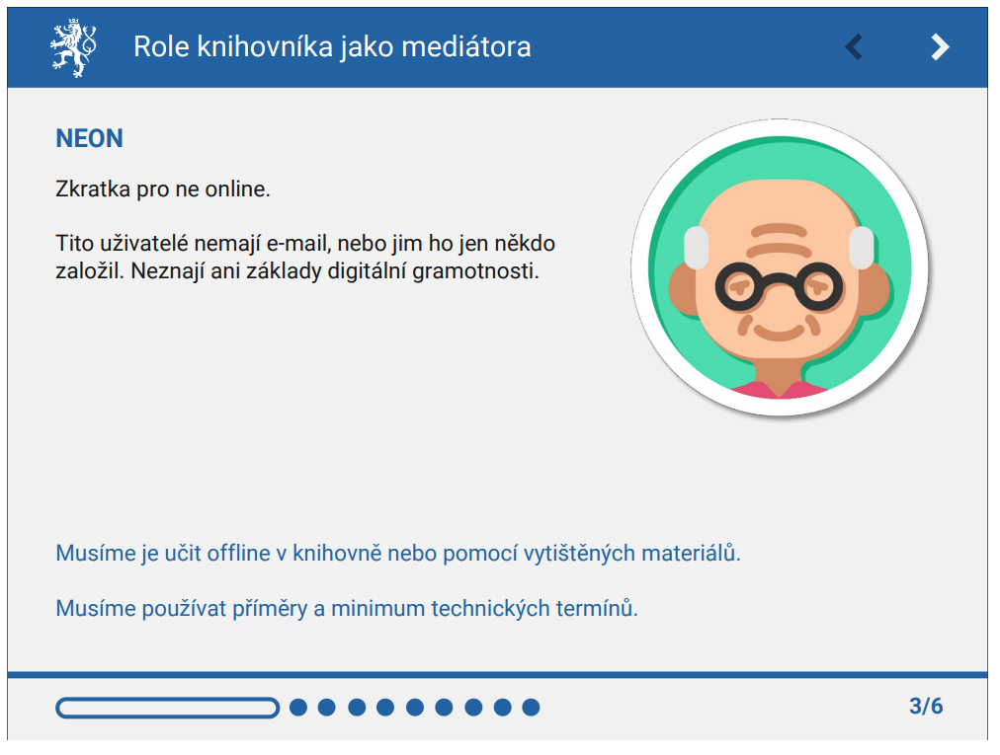 Role knihovníka jako mediátora
NEON
Zkratka pro ne online.
Tito uživatelé nemají e-mail, nebo jim ho jen někdo
založil. Neznají ani základy digitální gramotnosti.
Musíme je učit offline v knihovně nebo pomocí vytištěných materiálů.
Musíme používat příměry a minimum technických termínů.
3/6